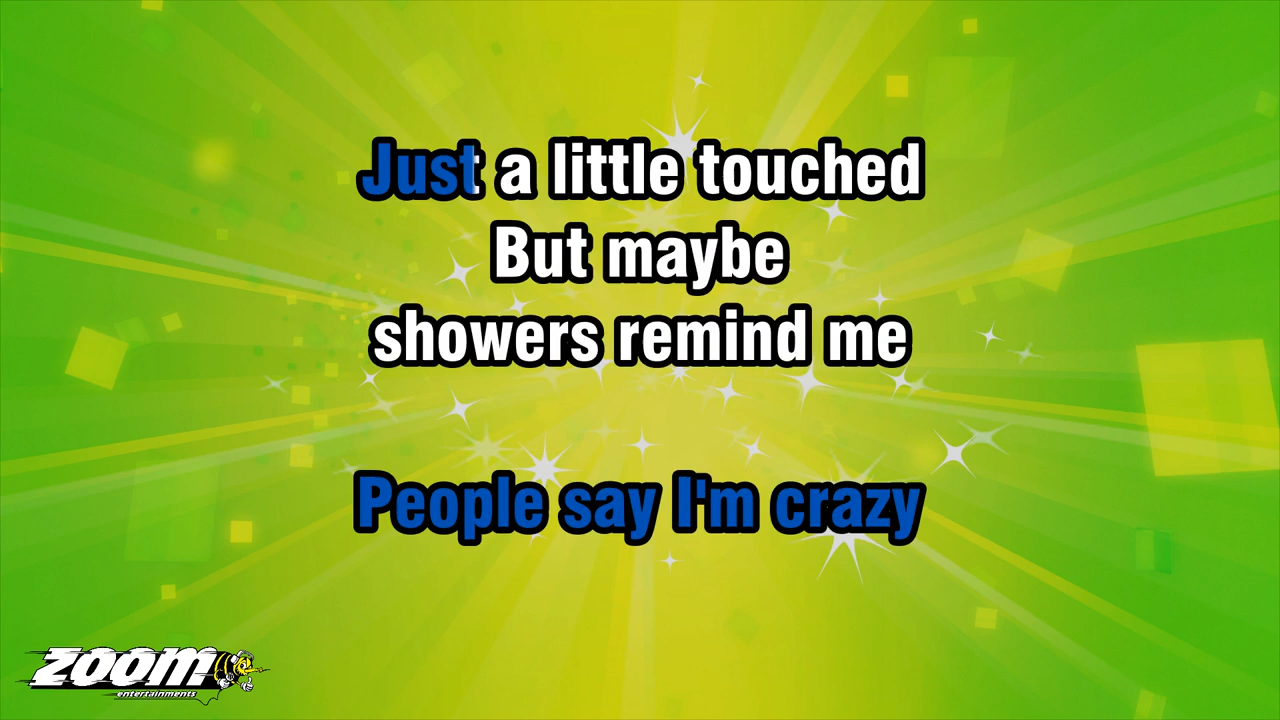 Just a little touched
But maybe
showers remind me
People say I'm crazy
zoom
entertainments